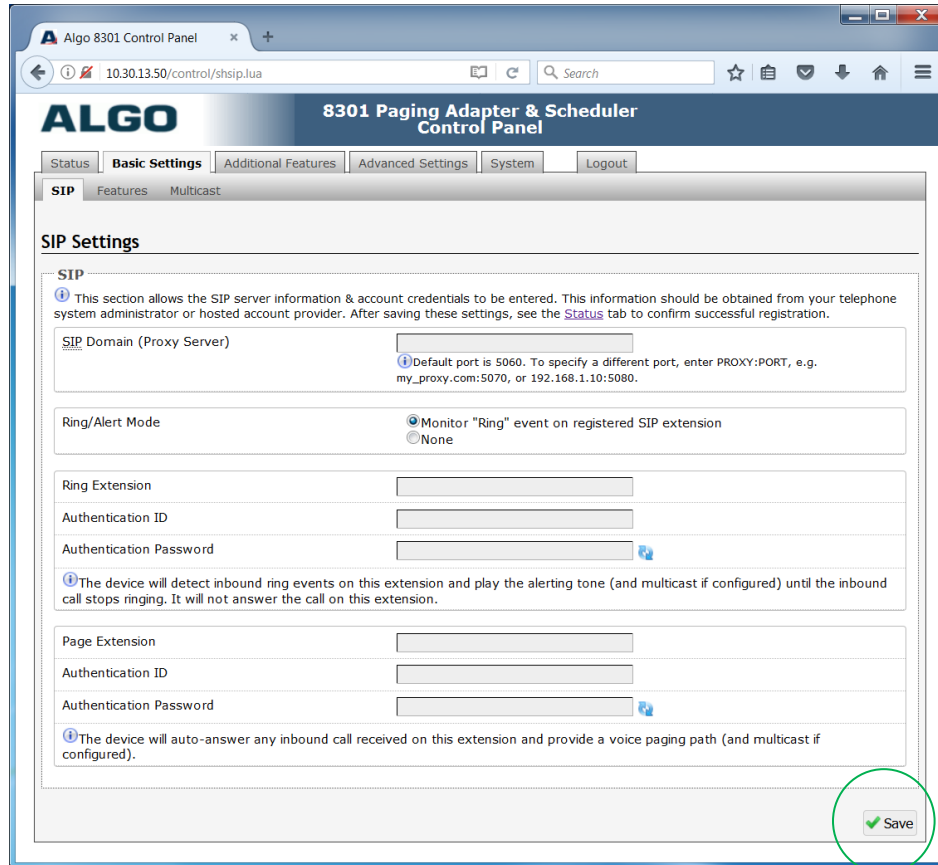 Algo 8301 Control Panel
10.30.13.50/control/shsip.lua
Search
ALGO
8301 Paging Adapter & Scheduler
Control Panel
Status Basic Settings Additional Features Advanced Settings System Logout
SIP Features Multicast
SIP Settings
SIP
This section allows the SIP server information & account credentials to be entered. This information should be obtained from your telephone
system administrator or hosted account provider. After saving these settings, see the Status tab to confirm successful registration.
SIP Domain (Proxy Server)
Default port is 5060. To specify a different port, enter PROXY:PORT, e.g.
my_proxy.com:5070, or 192.168.1.10:5080.
Ring/Alert Mode
Monitor "Ring" event on registered SIP extension
None
Ring Extension
Authentication ID
Authentication Password
The device will detect inbound ring events on this extension and play the alerting tone (and multicast if configured) until the inbound
call stops ringing. It will not answer the call on this extension.
Page Extension
Authentication ID
Authentication Password
The device will auto-answer any inbound call received on this extension and provide a voice paging path (and multicast if
configured).
Save